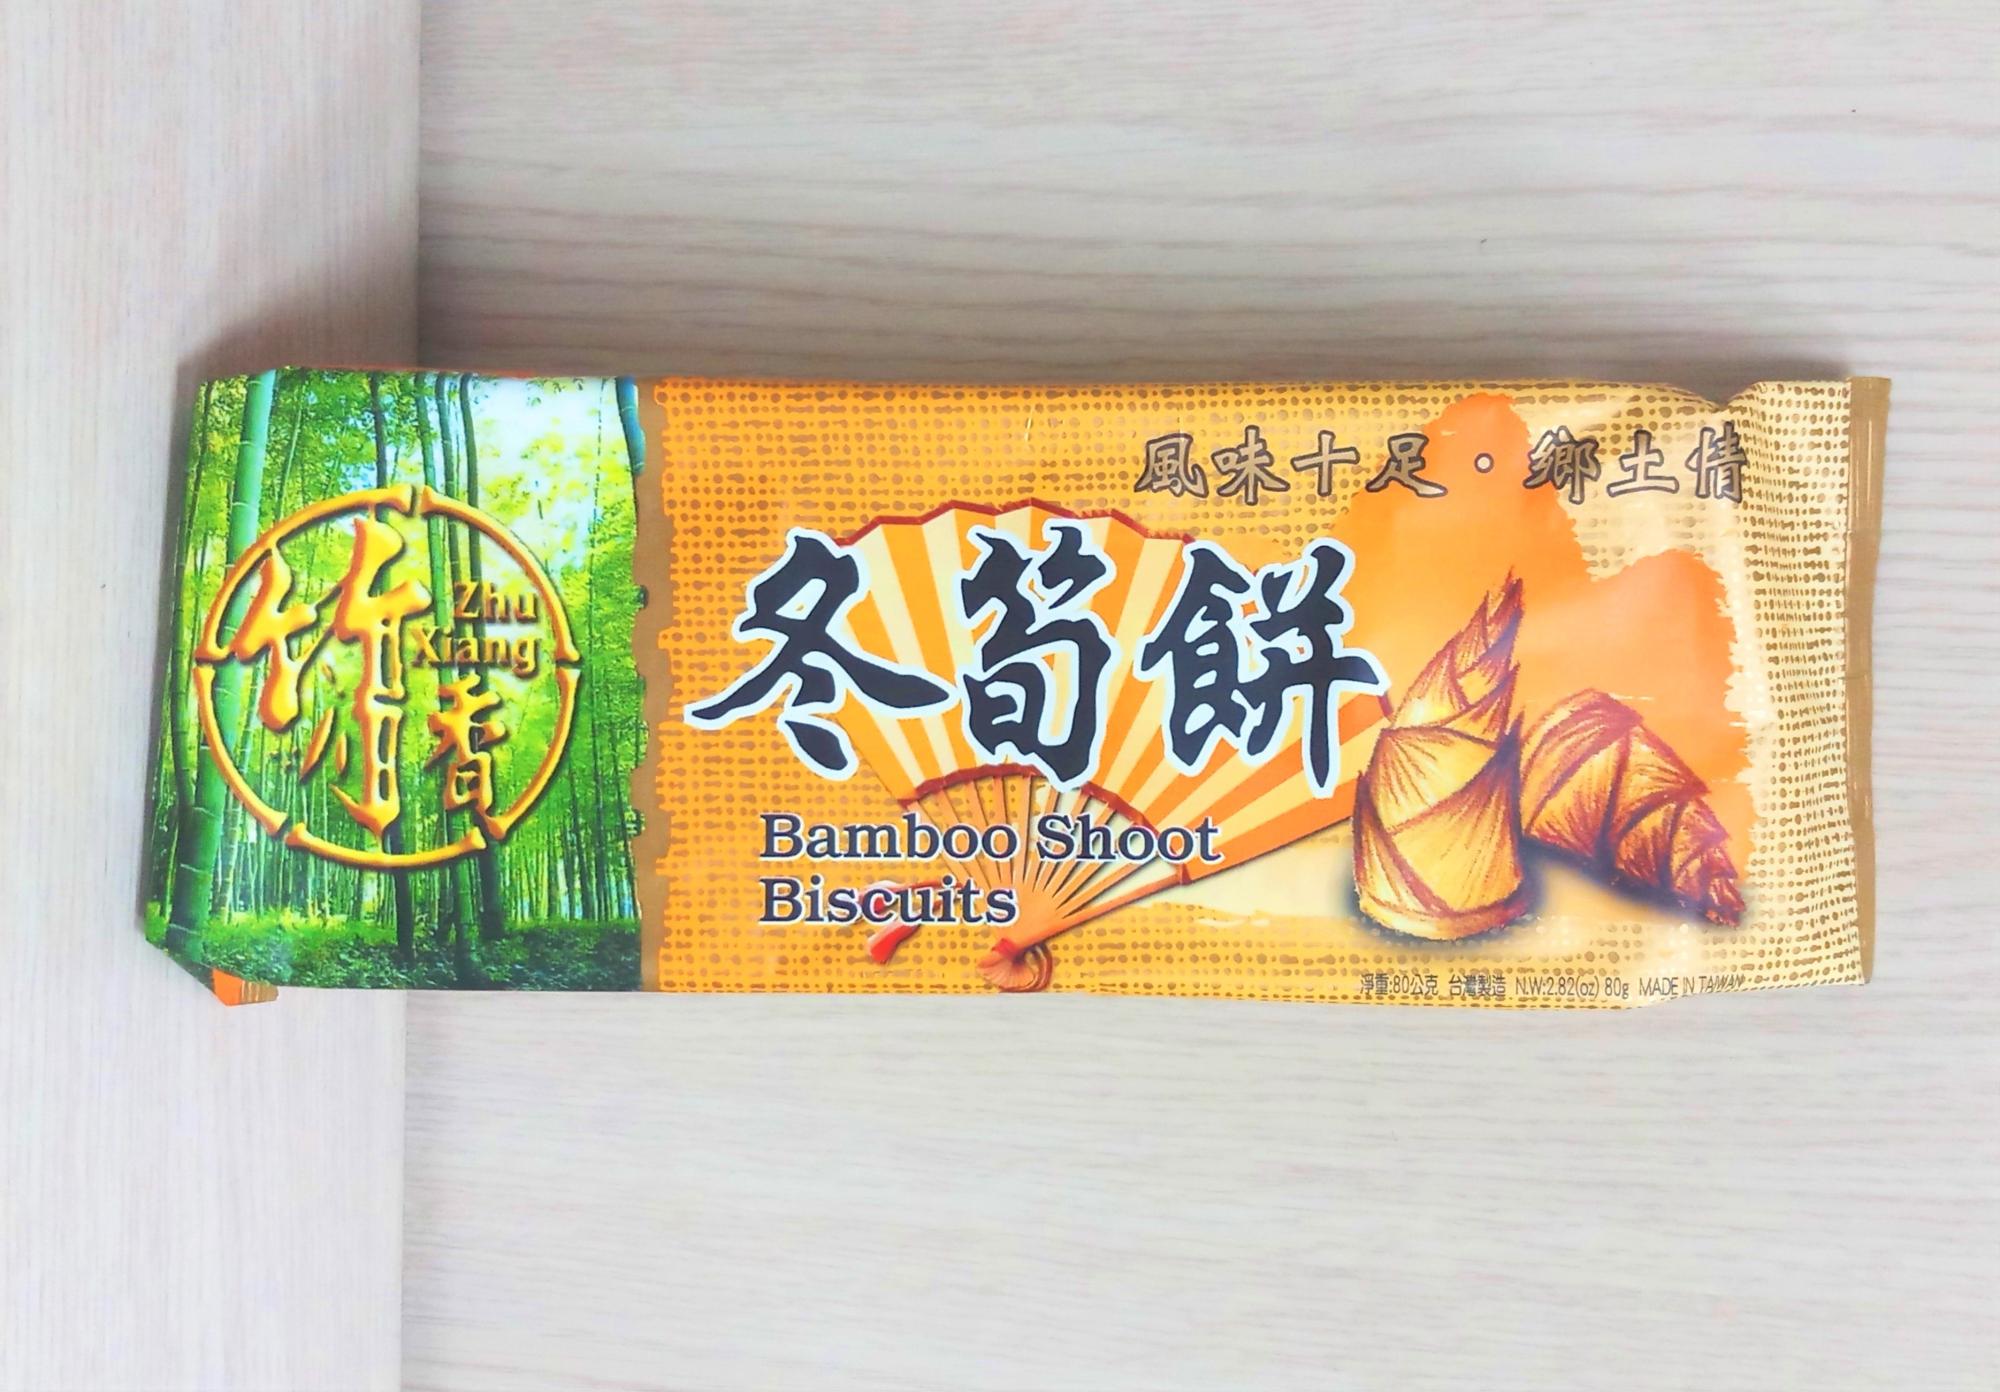 竹香
Zhu
Xiang
風味十足・鄉土情
冬筍餅
Bamboo Shoot
Biscuits
淨重:80公克 台灣製造 N.W:2.82(oz) 80g MADE IN TAIWAN